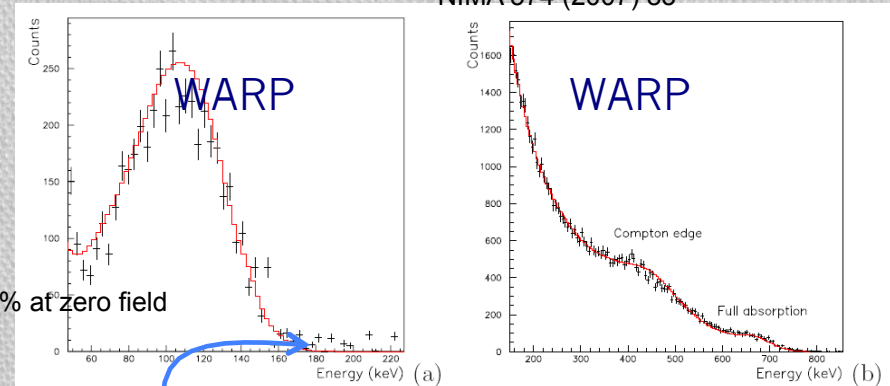 WARP
Counts
250
200
150
100
50
0
60
80
100
120
140
160
180
200
220
Energy (keV)
(a)
% at zero field
WARP
Counts
1600
1400
1200
1000
800
600
400
200
0
Compton edge
Full absorption
200
300
400
500
600
700
800
Energy (keV)
(b)